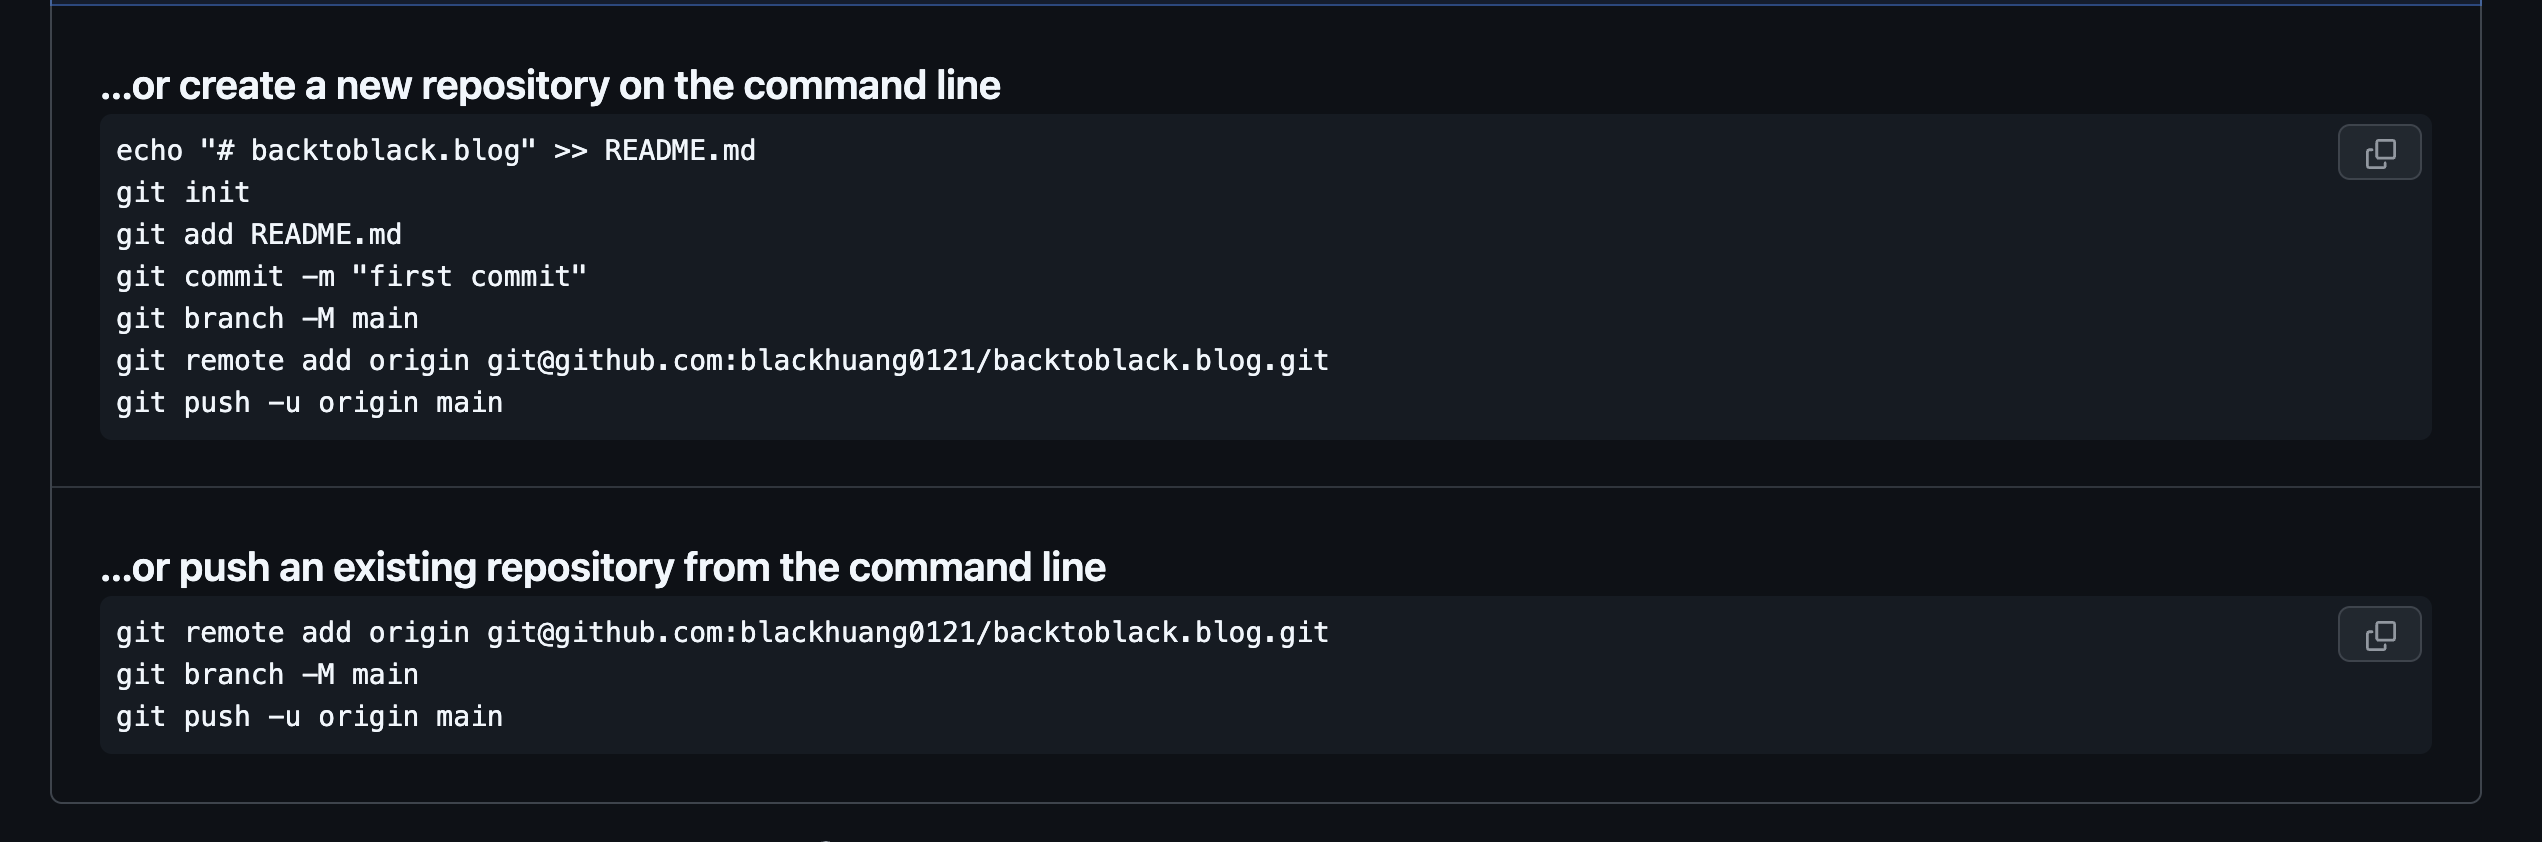 ...or create a new repository on the command line
echo "# backtoblack.blog" >> README.md
git init
git add README.md
git commit -m "first commit"
git branch -M main
git remote add origin git@github.com:blackhuang0121/backtoblack.blog.git
git push -u origin main
...or push an existing repository from the command line
git remote add origin git@github.com:blackhuang0121/backtoblack.blog.git
git branch -M main
git push -u origin main